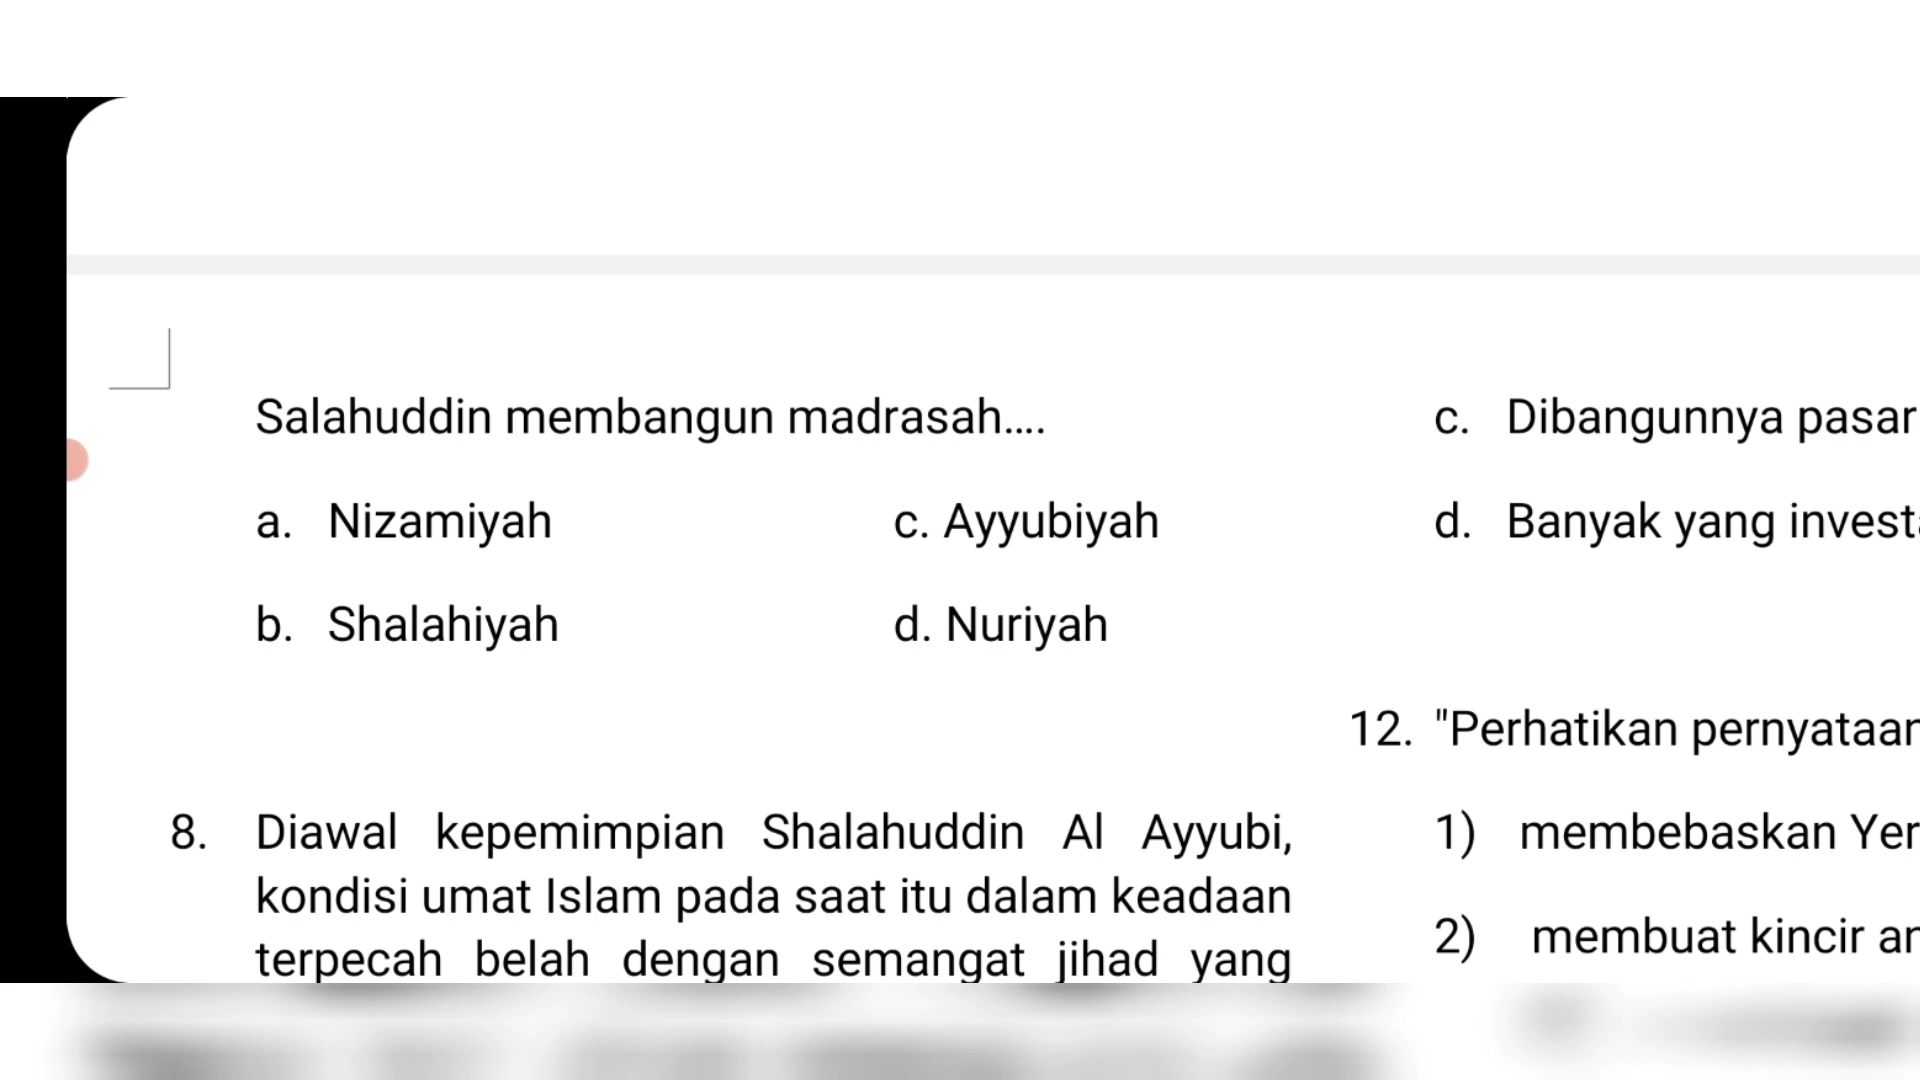 Salahuddin membangun madrasah....
a. Nizamiyah c. Ayyubiyah
b. Shalahiyah d. Nuriyah
8. Diawal kepemimpian Shalahuddin Al Ayyubi,
kondisi umat Islam pada saat itu dalam keadaan
terpecah belah dengan semangat jihad yang
c. Dibangunnya pasar
d. Banyak yang invest
12. "Perhatikan pernyataan
1) membebaskan Yer
2) membuat kincir an